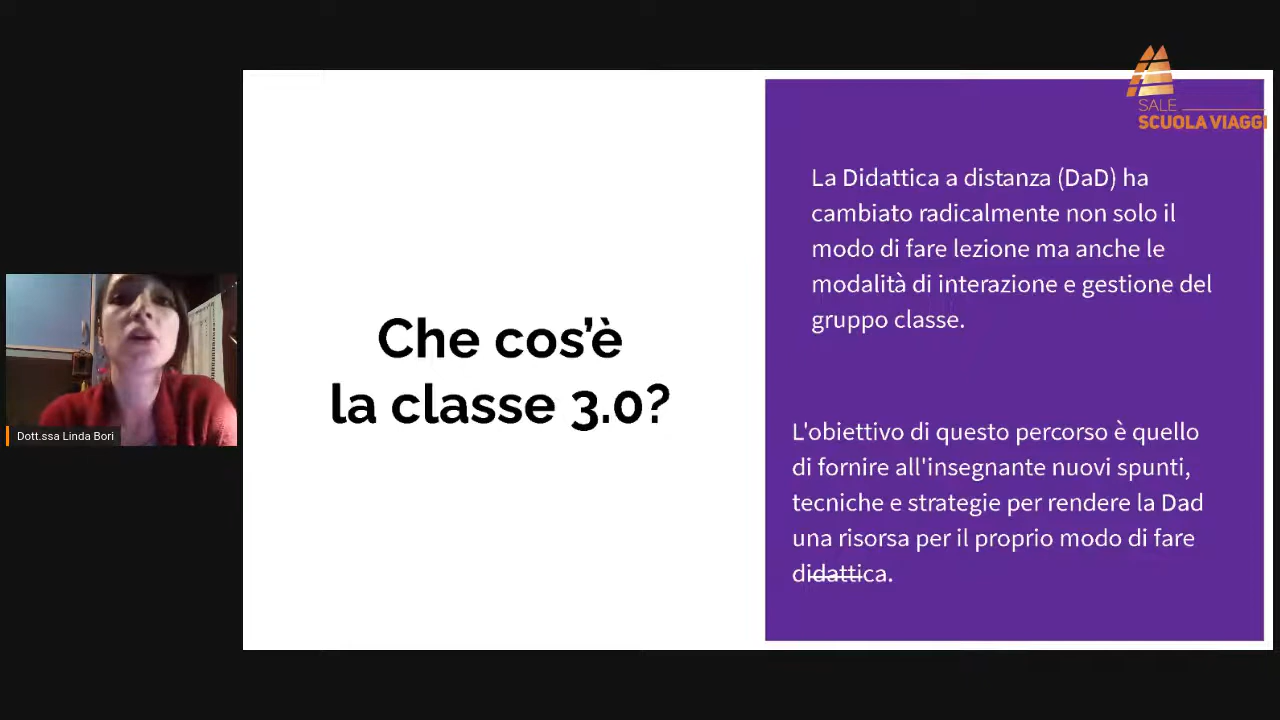 SALE
SCUOLA VIAGGI
Che cos'è
la classe 3.0?
La Didattica a distanza (DaD) ha
cambiato radicalmente non solo il
modo di fare lezione ma anche le
modalità di interazione e gestione del
gruppo classe.
L'obiettivo di questo percorso è quello
di fornire all'insegnante nuovi spunti,
tecniche e strategie per rendere la Dad
una risorsa per il proprio modo di fare
didattica.
Dott.ssa Linda Bori